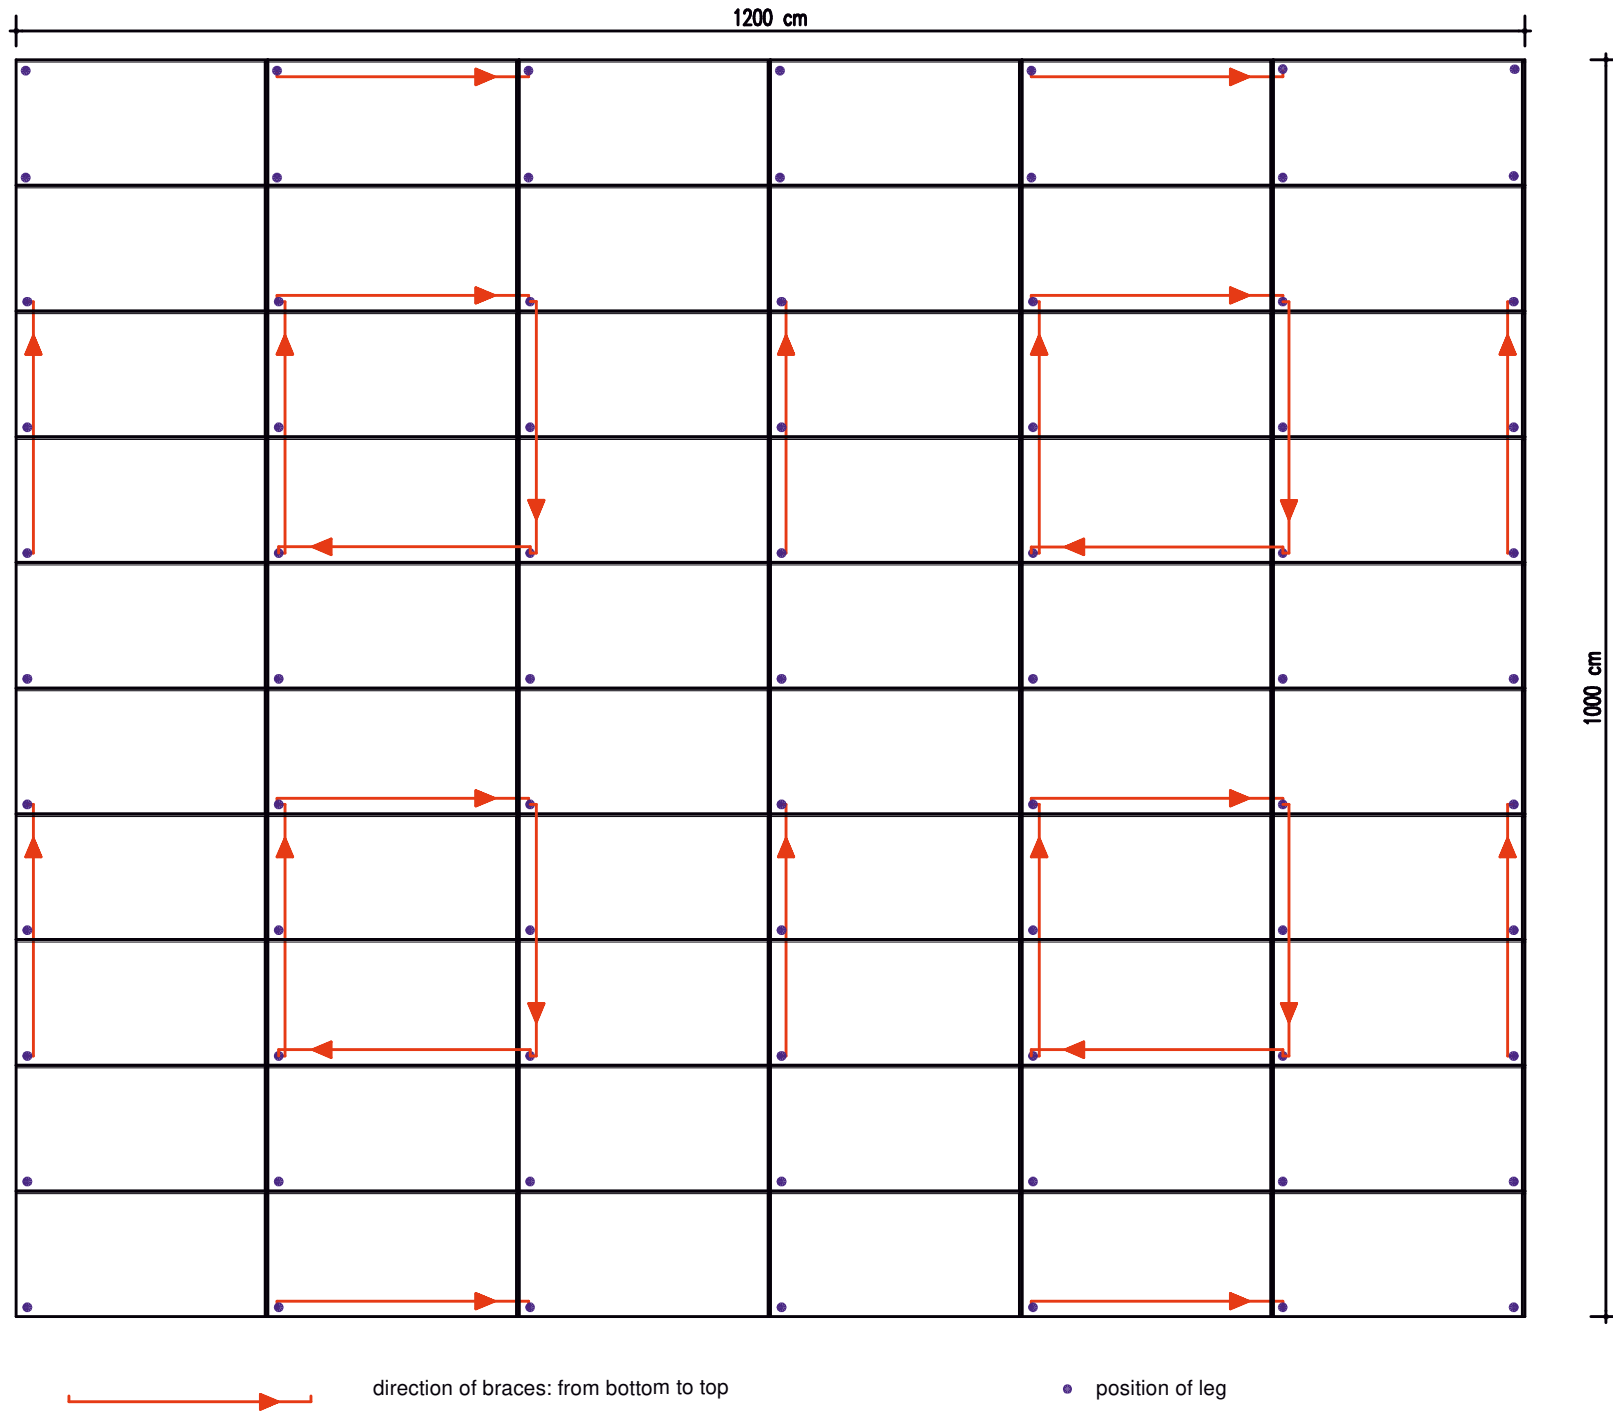 1200 cm
1000 cm
direction of braces: from bottom to top
position of leg